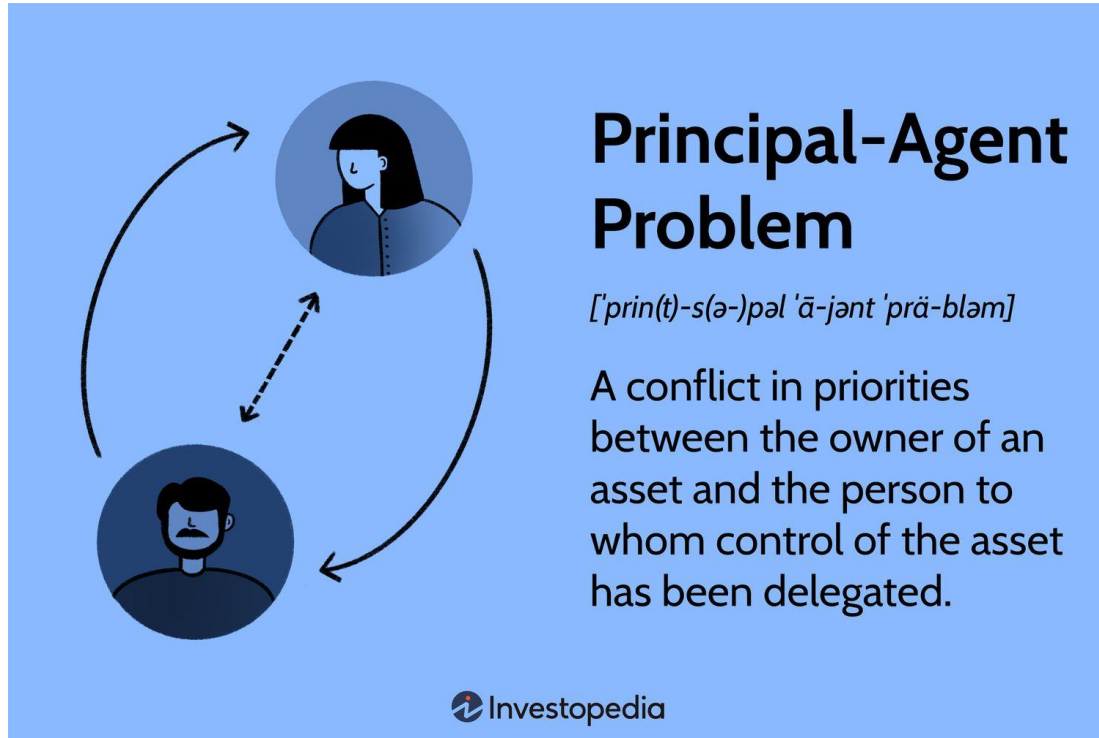 Principal-Agent
Problem
[ˈprin(t)-s(ə-)pəl ˈā-jənt ˈprä-bləm]
A conflict in priorities
between the owner of an
asset and the person to
whom control of the asset
has been delegated.
Investopedia